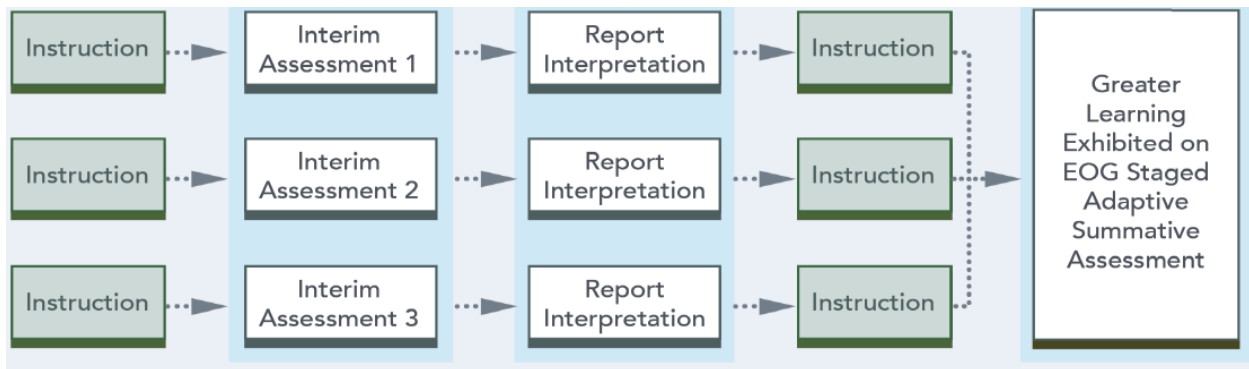 Instruction
Interim
Assessment 1
Report
Interpretation
Instruction
Interim
Assessment 2
Report
Interpretation
Instruction
Instruction
Interim
Assessment 3
Report
Interpretation
Instruction
Instruction
Greater
Learning
Exhibited on
EOG Staged
Adaptive
Summative
Assessment